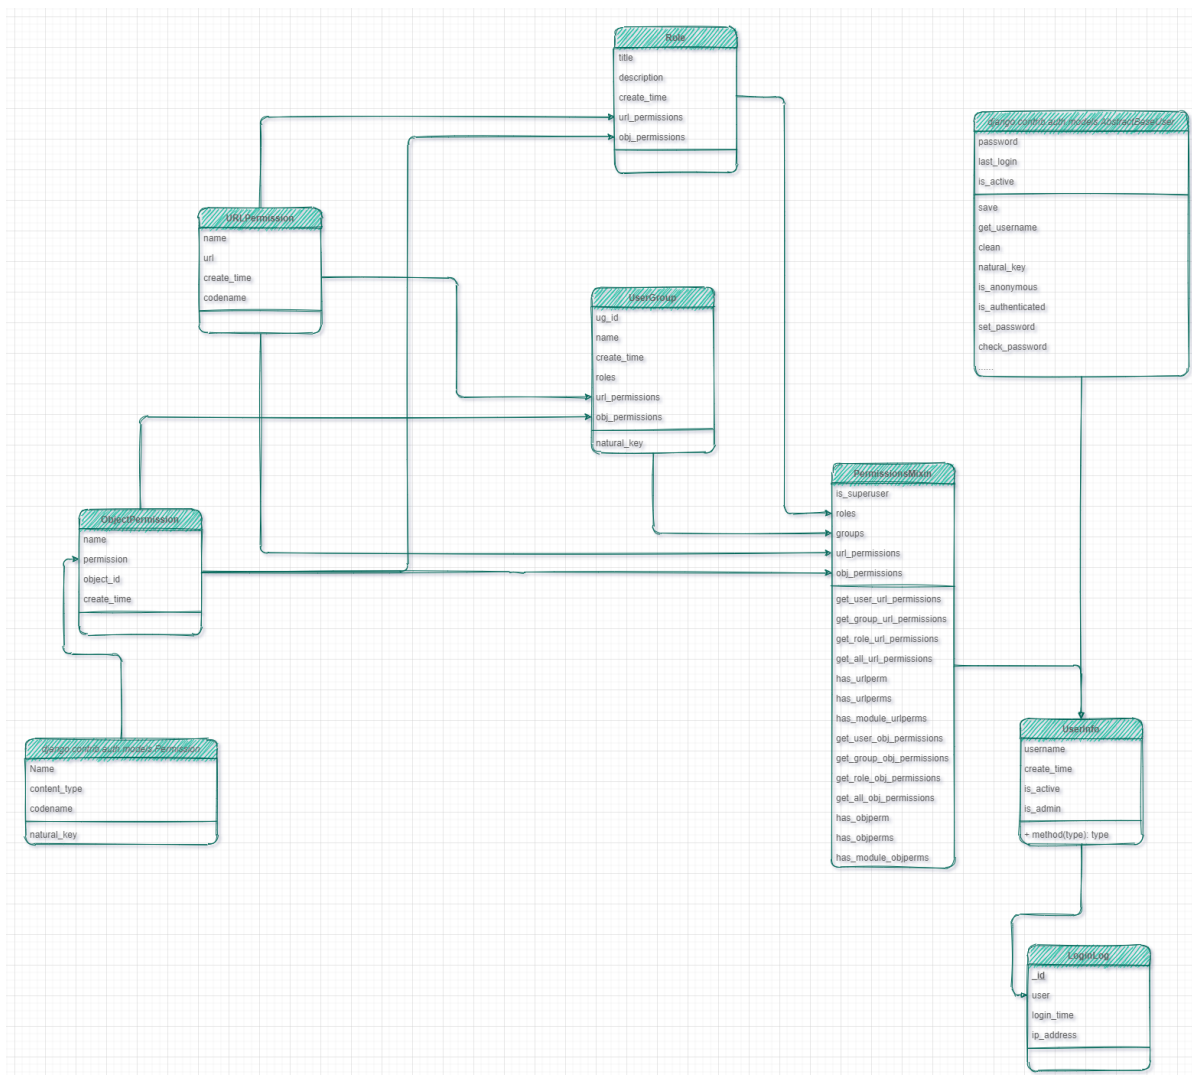 Role
title
description
create_time
url_permissions
obj_permissions
django.contrib.auth.models.AbstractBaseUser
password
last_login
is_active
save
get_username
clean
natural_key
is_anonymous
is_authenticated
set_password
check_password
......
URLPermission
name
url
create_time
codename
UserGroup
ug_id
name
create_time
roles
url_permissions
obj_permissions
natural_key
PermissionsMixin
is_superuser
roles
groups
url_permissions
obj_permissions
get_user_url_permissions
get_group_url_permissions
get_role_url_permissions
get_all_url_permissions
has_urlperm
has_urlperms
has_module_urlperms
get_user_obj_permissions
get_group_obj_permissions
get_role_obj_permissions
get_all_obj_permissions
has_objperm
has_objperms
has_module_objperms
ObjectPermission
name
permission
object_id
create_time
django.contrib.auth.models.Permission
Name
content_type
codename
natural_key
UserInfo
username
create_time
is_active
is_admin
+ method(type): type
LoginLog
_id
user
login_time
ip_address